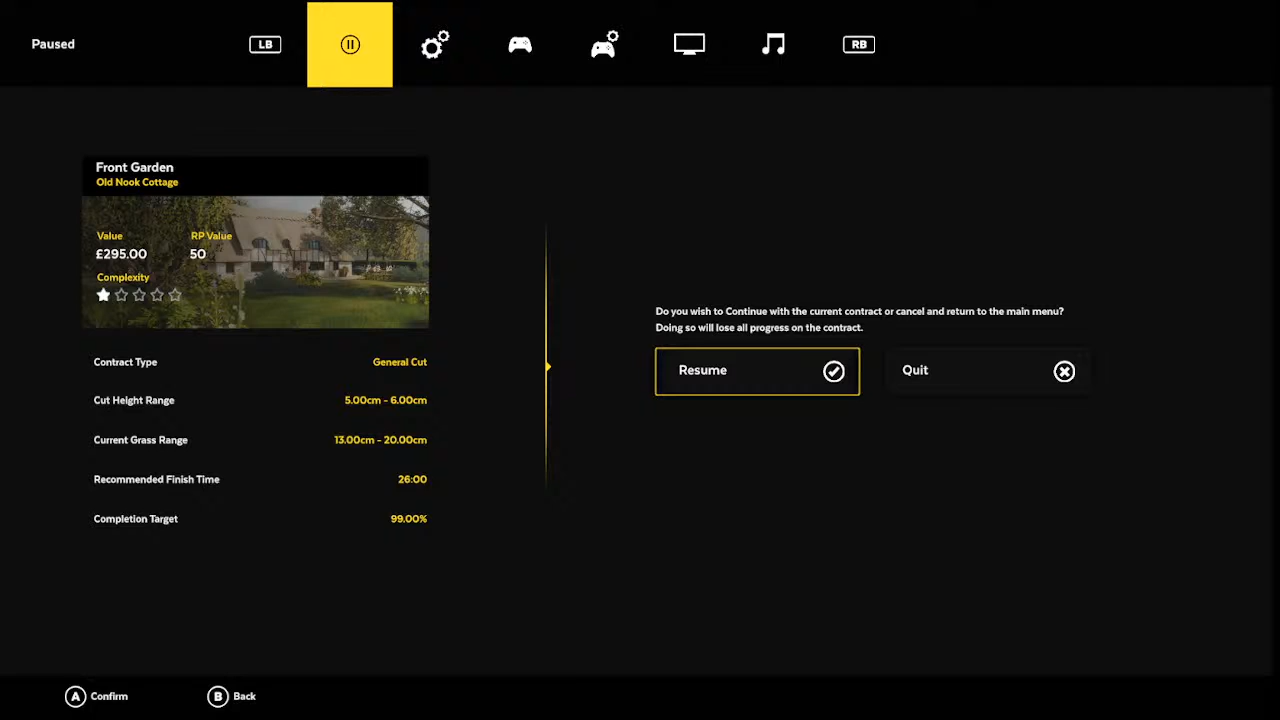 Paused
LB
RB
Front Garden
Old Nook Cottage
Value RP Value
£295.00 50
Complexity
Contract Type General Cut
Cut Height Range 5.00cm - 6.00cm
Current Grass Range 13.00cm - 20.00cm
Recommended Finish Time 26:00
Completion Target 99.00%
Do you wish to Continue with the current contract or cancel and return to the main menu?
Doing so will lose all progress on the contract.
Resume Quit
A Confirm B Back